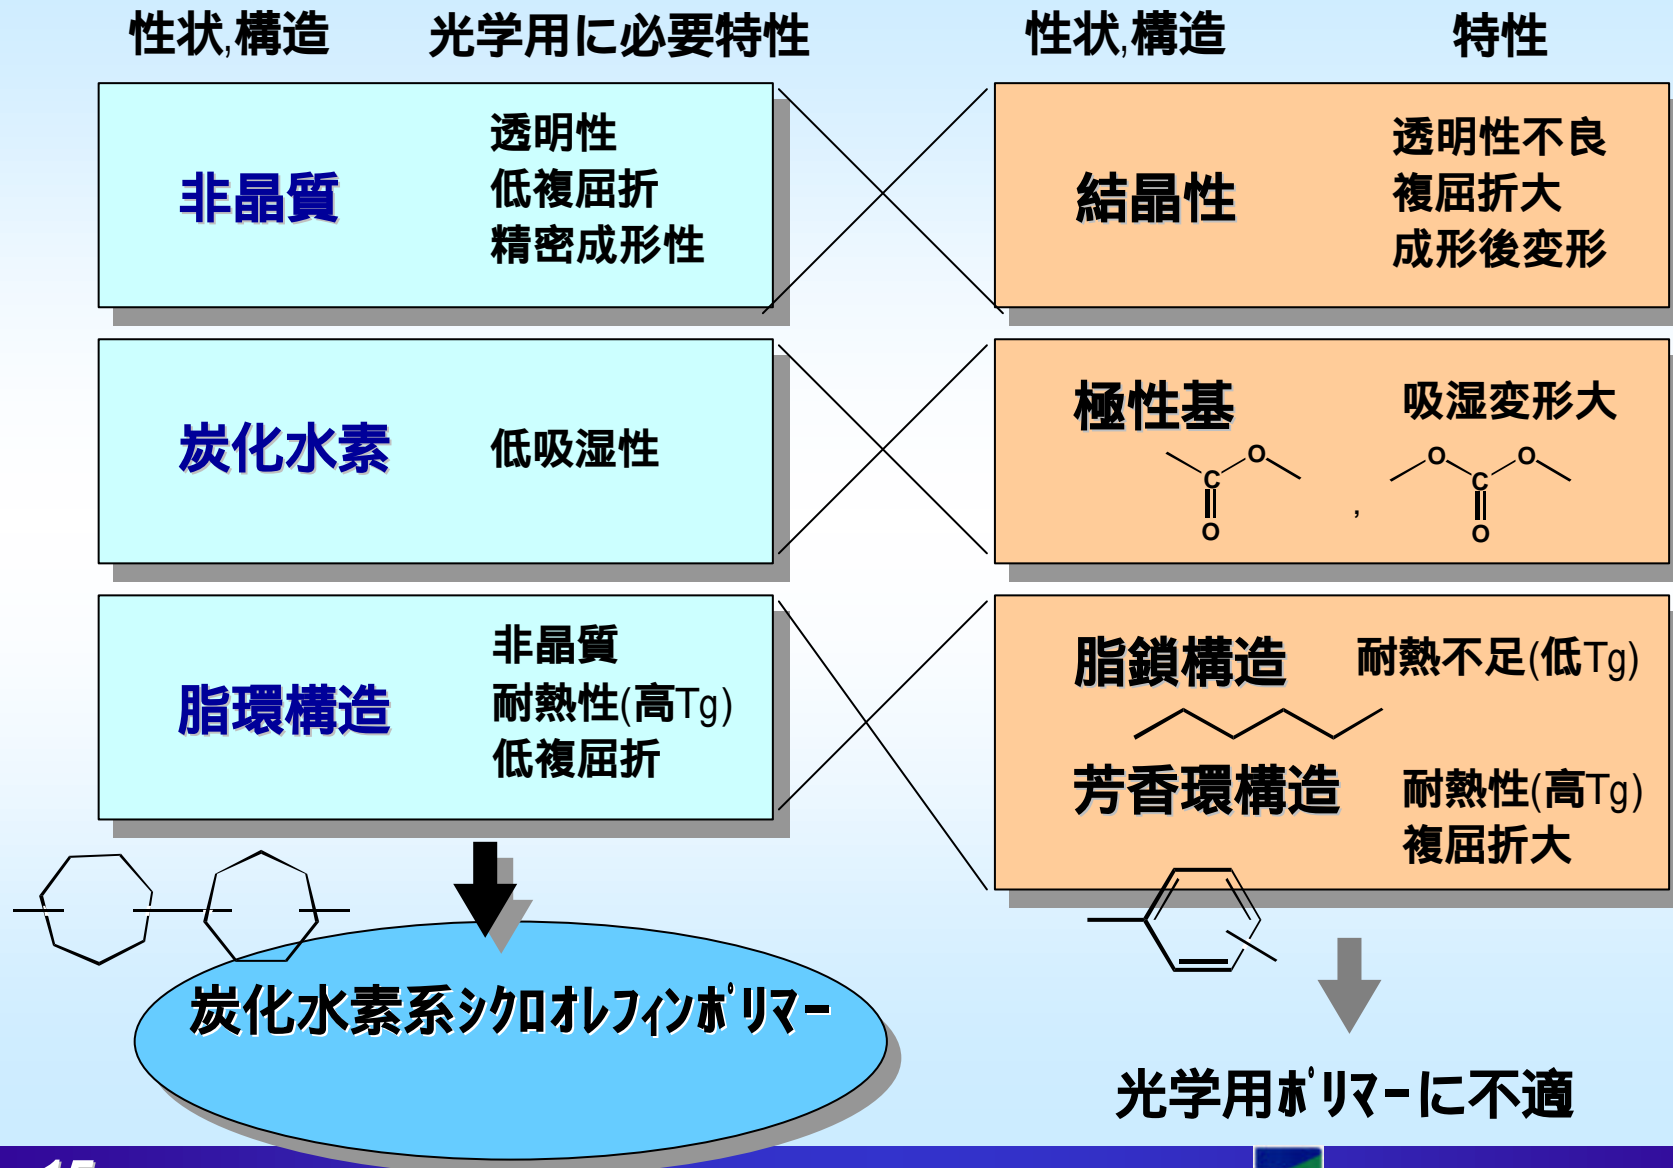 性状,構造 光学用に必要特性
非晶質
透明性
低複屈折
精密成形性
炭化水素
低吸湿性
脂環構造
非晶質
耐熱性(高Tg)
低複屈折
炭化水素系ｼｸﾛｵﾚﾌｨﾝﾎﾟﾘﾏｰ
性状,構造 特性
結晶性
透明性不良
複屈折大
成形後変形
極性基 吸湿変形大
O
C
O
,
O O
C
O
脂鎖構造 耐熱不足(低Tg)
芳香環構造
耐熱性(高Tg)
複屈折大
光学用ﾎﾟﾘﾏｰに不適